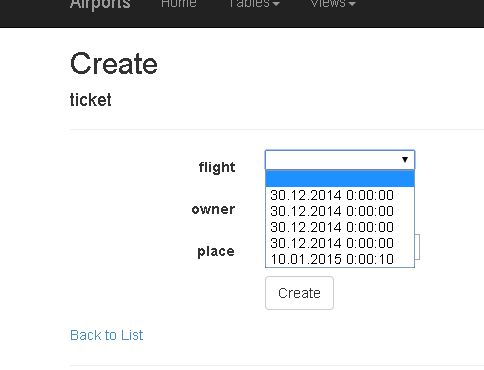 Airports Home Tables Views
Create
ticket
flight
30.12.2014 0:00:00
30.12.2014 0:00:00
30.12.2014 0:00:00
30.12.2014 0:00:00
10.01.2015 0:00:10
owner
place
Create
Back to List